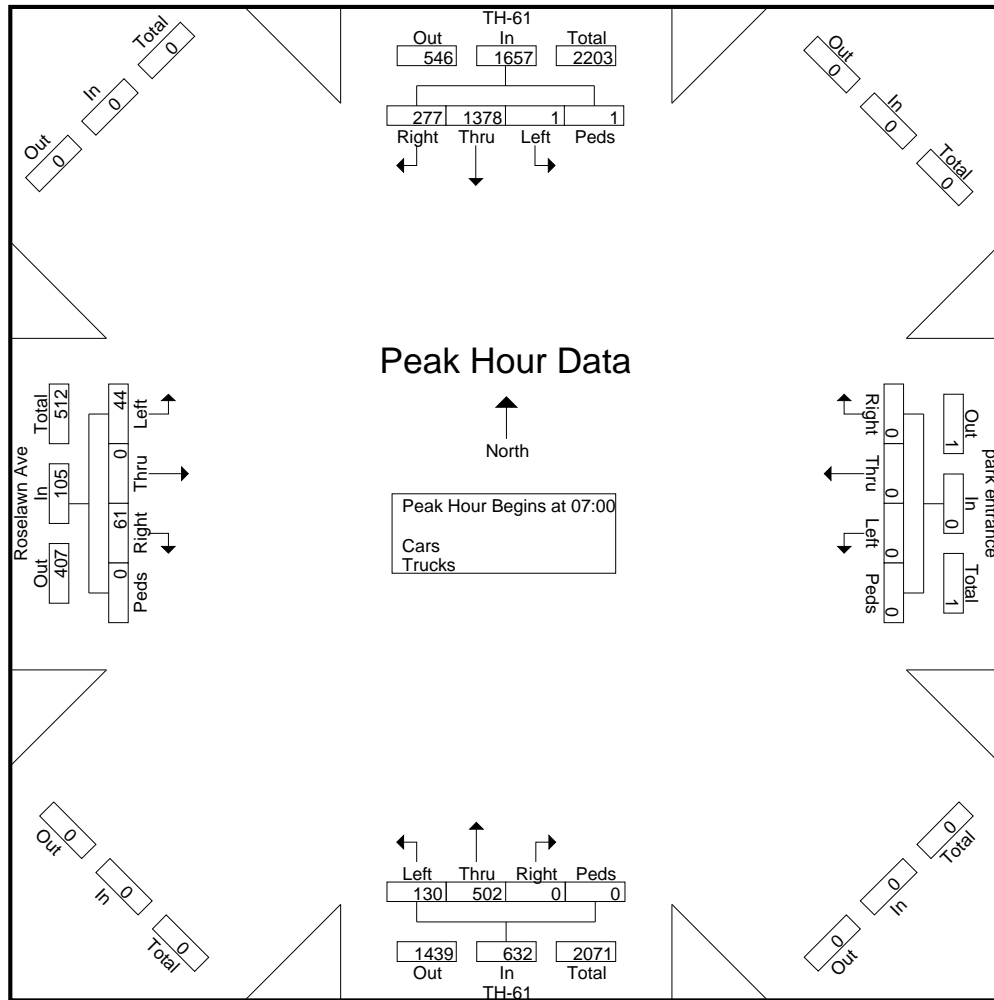 TH-61
Out In Total
546 1657 2203
277 1378 1 1
Right Thru Left Peds
Out In Total
0 0 0
Out In Total
0 0 0
Peak Hour Data
North
Peak Hour Begins at 07:00
Cars
Trucks
Roselawn Ave
Out In Total
407 105 512
44 0 61 0
Left Thru Right Peds
park entrance
Out In Total
1 0 1
0 0 0 0
Right Thru Left Peds
Left Thru Right Peds
130 502 0 0
1439 632 2071
Out In Total
TH-61
0 0 0
Out In Total
0 0 0
Out In Total